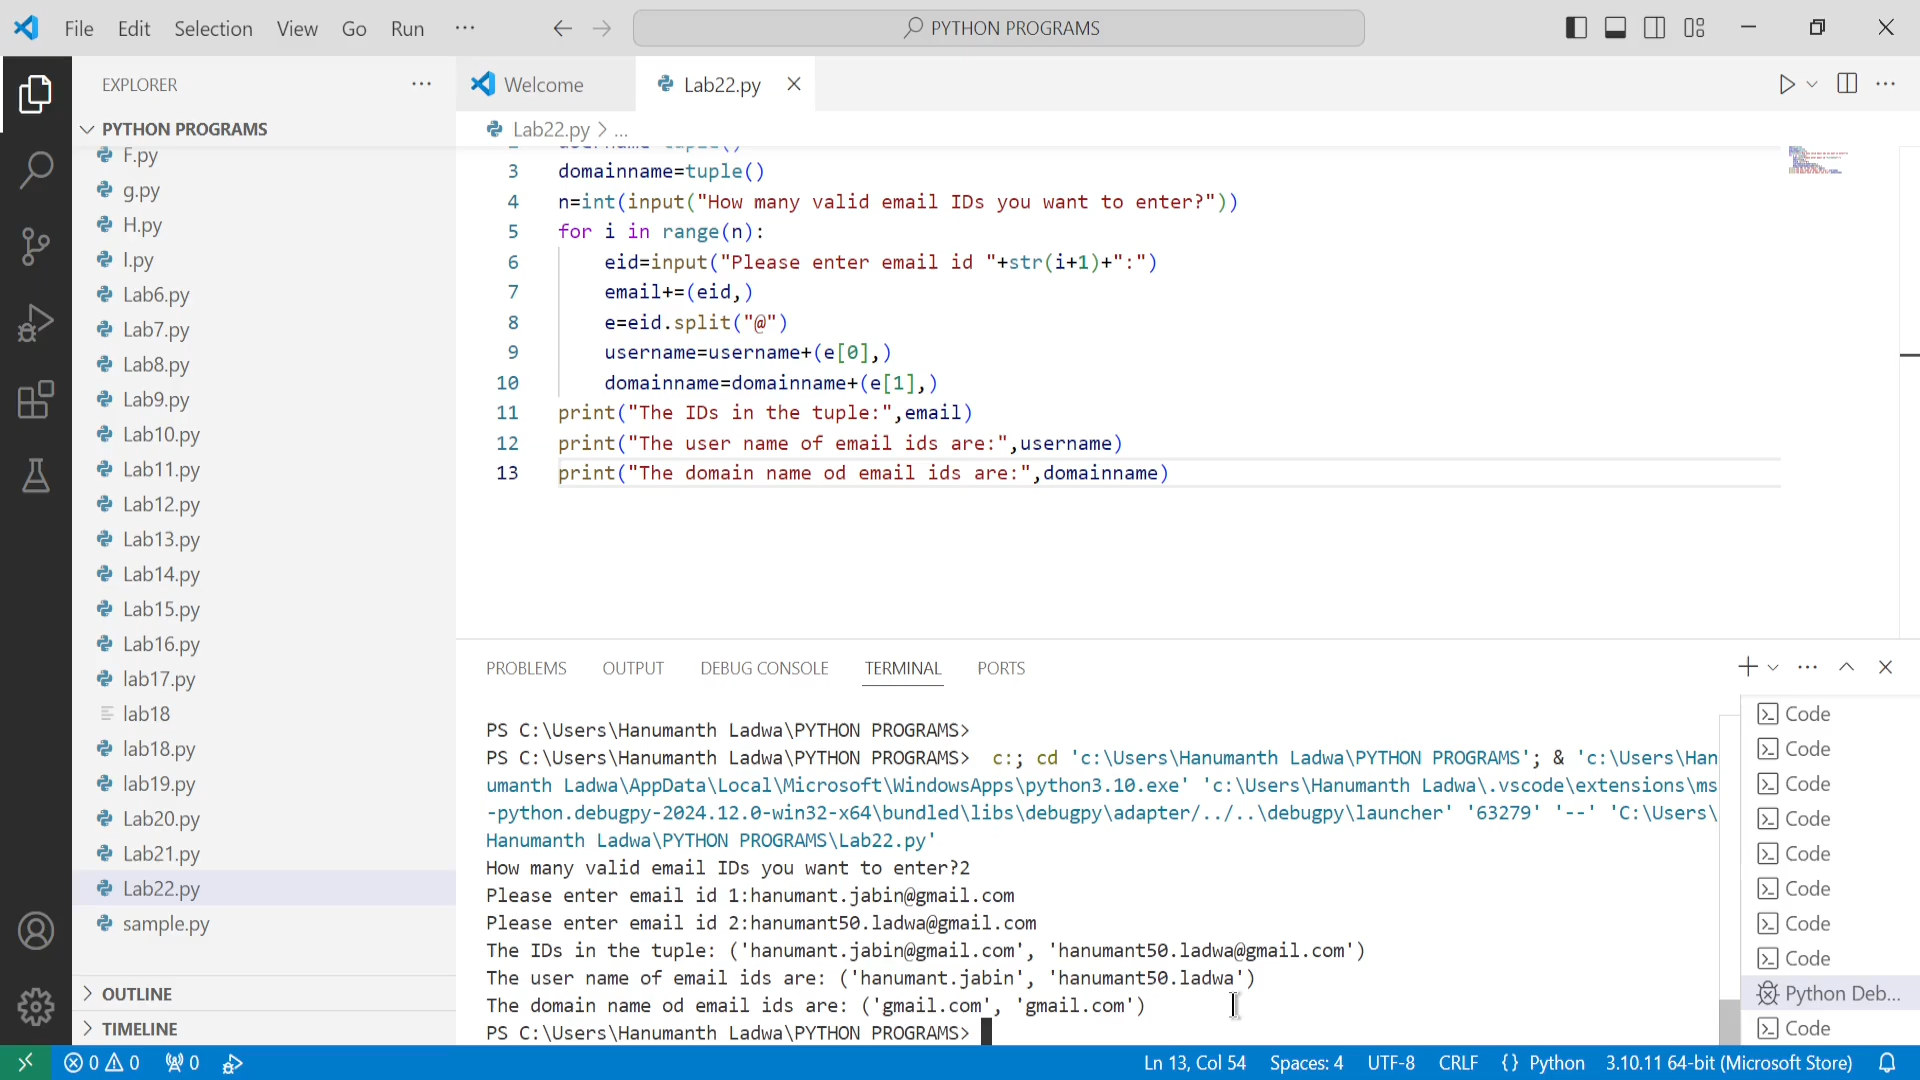 File Edit Selection View Go Run ...
PYTHON PROGRAMS
EXPLORER
PYTHON PROGRAMS
F.py
g.py
H.py
I.py
Lab6.py
Lab7.py
Lab8.py
Lab9.py
Lab10.py
Lab11.py
Lab12.py
Lab13.py
Lab14.py
Lab15.py
Lab16.py
lab17.py
lab18
lab18.py
lab19.py
Lab20.py
Lab21.py
Lab22.py
sample.py
OUTLINE
TIMELINE
Welcome
Lab22.py
Lab22.py > ...
3 domainname=tuple()
4 n=int(input("How many valid email IDs you want to enter?"))
5 for i in range(n):
6 eid=input("Please enter email id "+str(i+1)+":")
7 email+=(eid,)
8 e=eid.split("@")
9 username=username+(e[0],)
10 domainname=domainname+(e[1],)
11 print("The IDs in the tuple:",email)
12 print("The user name of email ids are:",username)
13 print("The domain name od email ids are:",domainname)
PROBLEMS OUTPUT DEBUG CONSOLE TERMINAL PORTS
PS C:\Users\Hanumanth Ladwa\PYTHON PROGRAMS>
PS C:\Users\Hanumanth Ladwa\PYTHON PROGRAMS> c:; cd 'c:\Users\Hanumanth Ladwa\PYTHON PROGRAMS'; & 'c:\Users\Han
umanth Ladwa\AppData\Local\Microsoft\WindowsApps\python3.10.exe' 'c:\Users\Hanumanth Ladwa\.vscode\extensions\ms
-python.debugpy-2024.12.0-win32-x64\bundled\libs\debugpy\adapter/../..\debugpy\launcher' '63279' '--' 'C:\Users\
Hanumanth Ladwa\PYTHON PROGRAMS\Lab22.py'
How many valid email IDs you want to enter?2
Please enter email id 1:hanumant.jabin@gmail.com
Please enter email id 2:hanumant50.ladwa@gmail.com
The IDs in the tuple: ('hanumant.jabin@gmail.com', 'hanumant50.ladwa@gmail.com')
The user name of email ids are: ('hanumant.jabin', 'hanumant50.ladwa')
The domain name od email ids are: ('gmail.com', 'gmail.com')
PS C:\Users\Hanumanth Ladwa\PYTHON PROGRAMS>
Code
Code
Code
Code
Code
Code
Code
Code
Python Deb...
Code
0 0 0
Ln 13, Col 54 Spaces: 4 UTF-8 CRLF {} Python 3.10.11 64-bit (Microsoft Store)